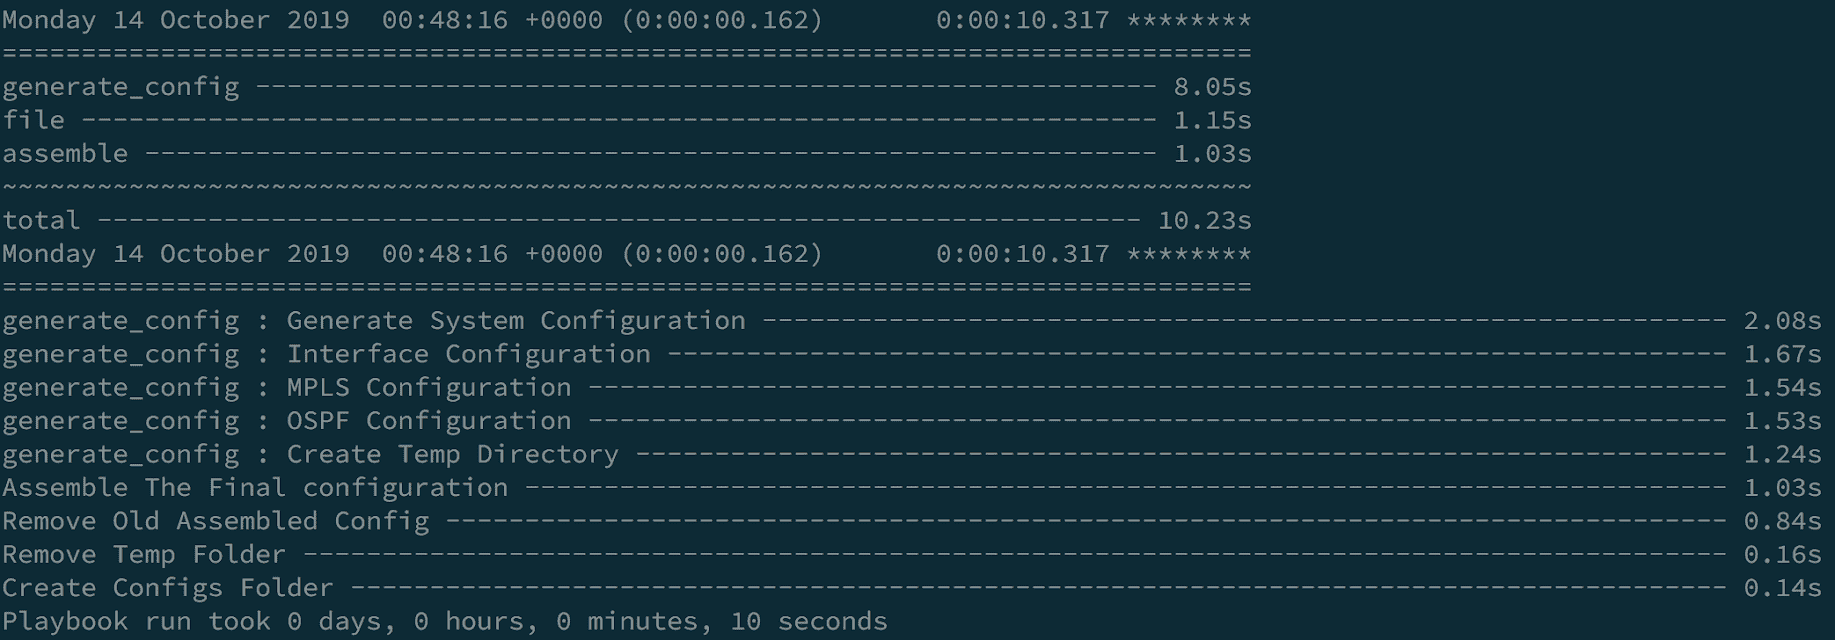 Monday 14 October 2019  00:48:16 +0000 (0:00:00.162)       0:00:10.317 ********
===============================================================================
generate_config --------------------------------------------------------- 8.05s
file -------------------------------------------------------------------- 1.15s
assemble ---------------------------------------------------------------- 1.03s
~~~~~~~~~~~~~~~~~~~~~~~~~~~~~~~~~~~~~~~~~~~~~~~~~~~~~~~~~~~~~~~~~~~~~~~~~~~~~~~
total ------------------------------------------------------------------ 10.23s
Monday 14 October 2019  00:48:16 +0000 (0:00:00.162)       0:00:10.317 ********
===============================================================================
generate_config : Generate System Configuration ------------------------------------------------------------- 2.08s
generate_config : Interface Configuration ------------------------------------------------------------------- 1.67s
generate_config : MPLS Configuration ------------------------------------------------------------------------ 1.54s
generate_config : OSPF Configuration ------------------------------------------------------------------------ 1.53s
generate_config : Create Temp Directory --------------------------------------------------------------------- 1.24s
Assemble The Final configuration ---------------------------------------------------------------------------- 1.03s
Remove Old Assembled Config --------------------------------------------------------------------------------- 0.84s
Remove Temp Folder ------------------------------------------------------------------------------------------ 0.16s
Create Configs Folder --------------------------------------------------------------------------------------- 0.14s
Playbook run took 0 days, 0 hours, 0 minutes, 10 seconds